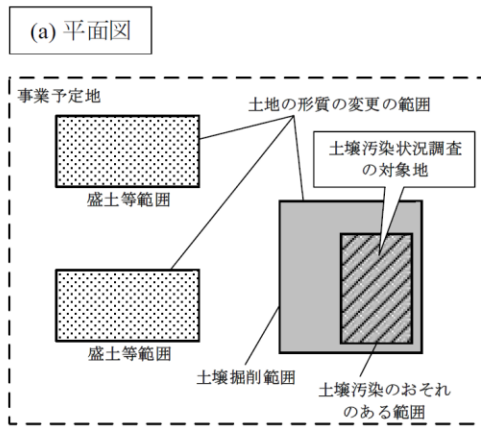 (a) 平面図
事業予定地
土地の形質の変更の範囲
土壌汚染状況調査
の対象地
盛土等範囲
盛土等範囲
土壌掘削範囲
土壌汚染のおそれ
のある範囲